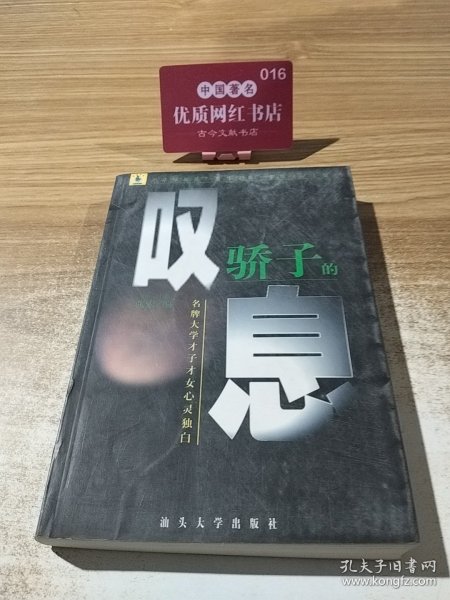 016
中国著名
优质网红书店
古今文献书店
骄子的
叹息
名牌大学才子才女心灵独白
汕头大学出版社
孔夫子旧书网
www.kongfz.com